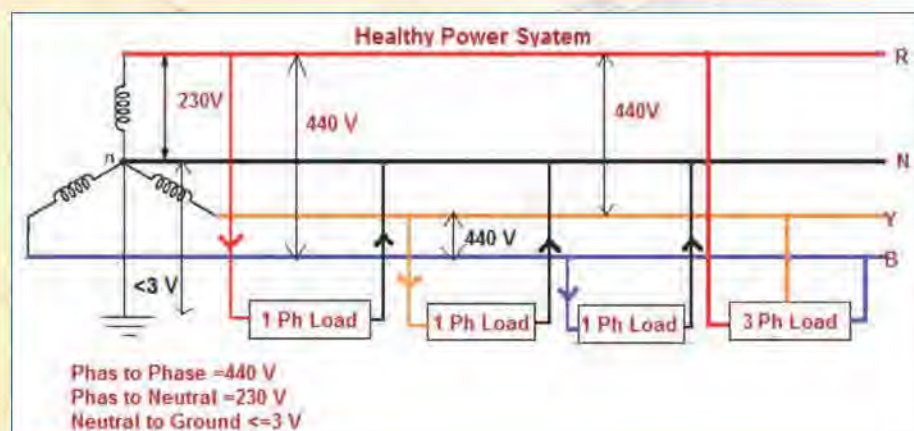 Healthy Power Syatem
R
230V
440 V
440V
n
N
Y
440 V
B
<3 V
1 Ph Load
1 Ph Load
1 Ph Load
3 Ph Load
Phas to Phase =440 V
Phas to Neutral =230 V
Neutral to Ground <=3 V